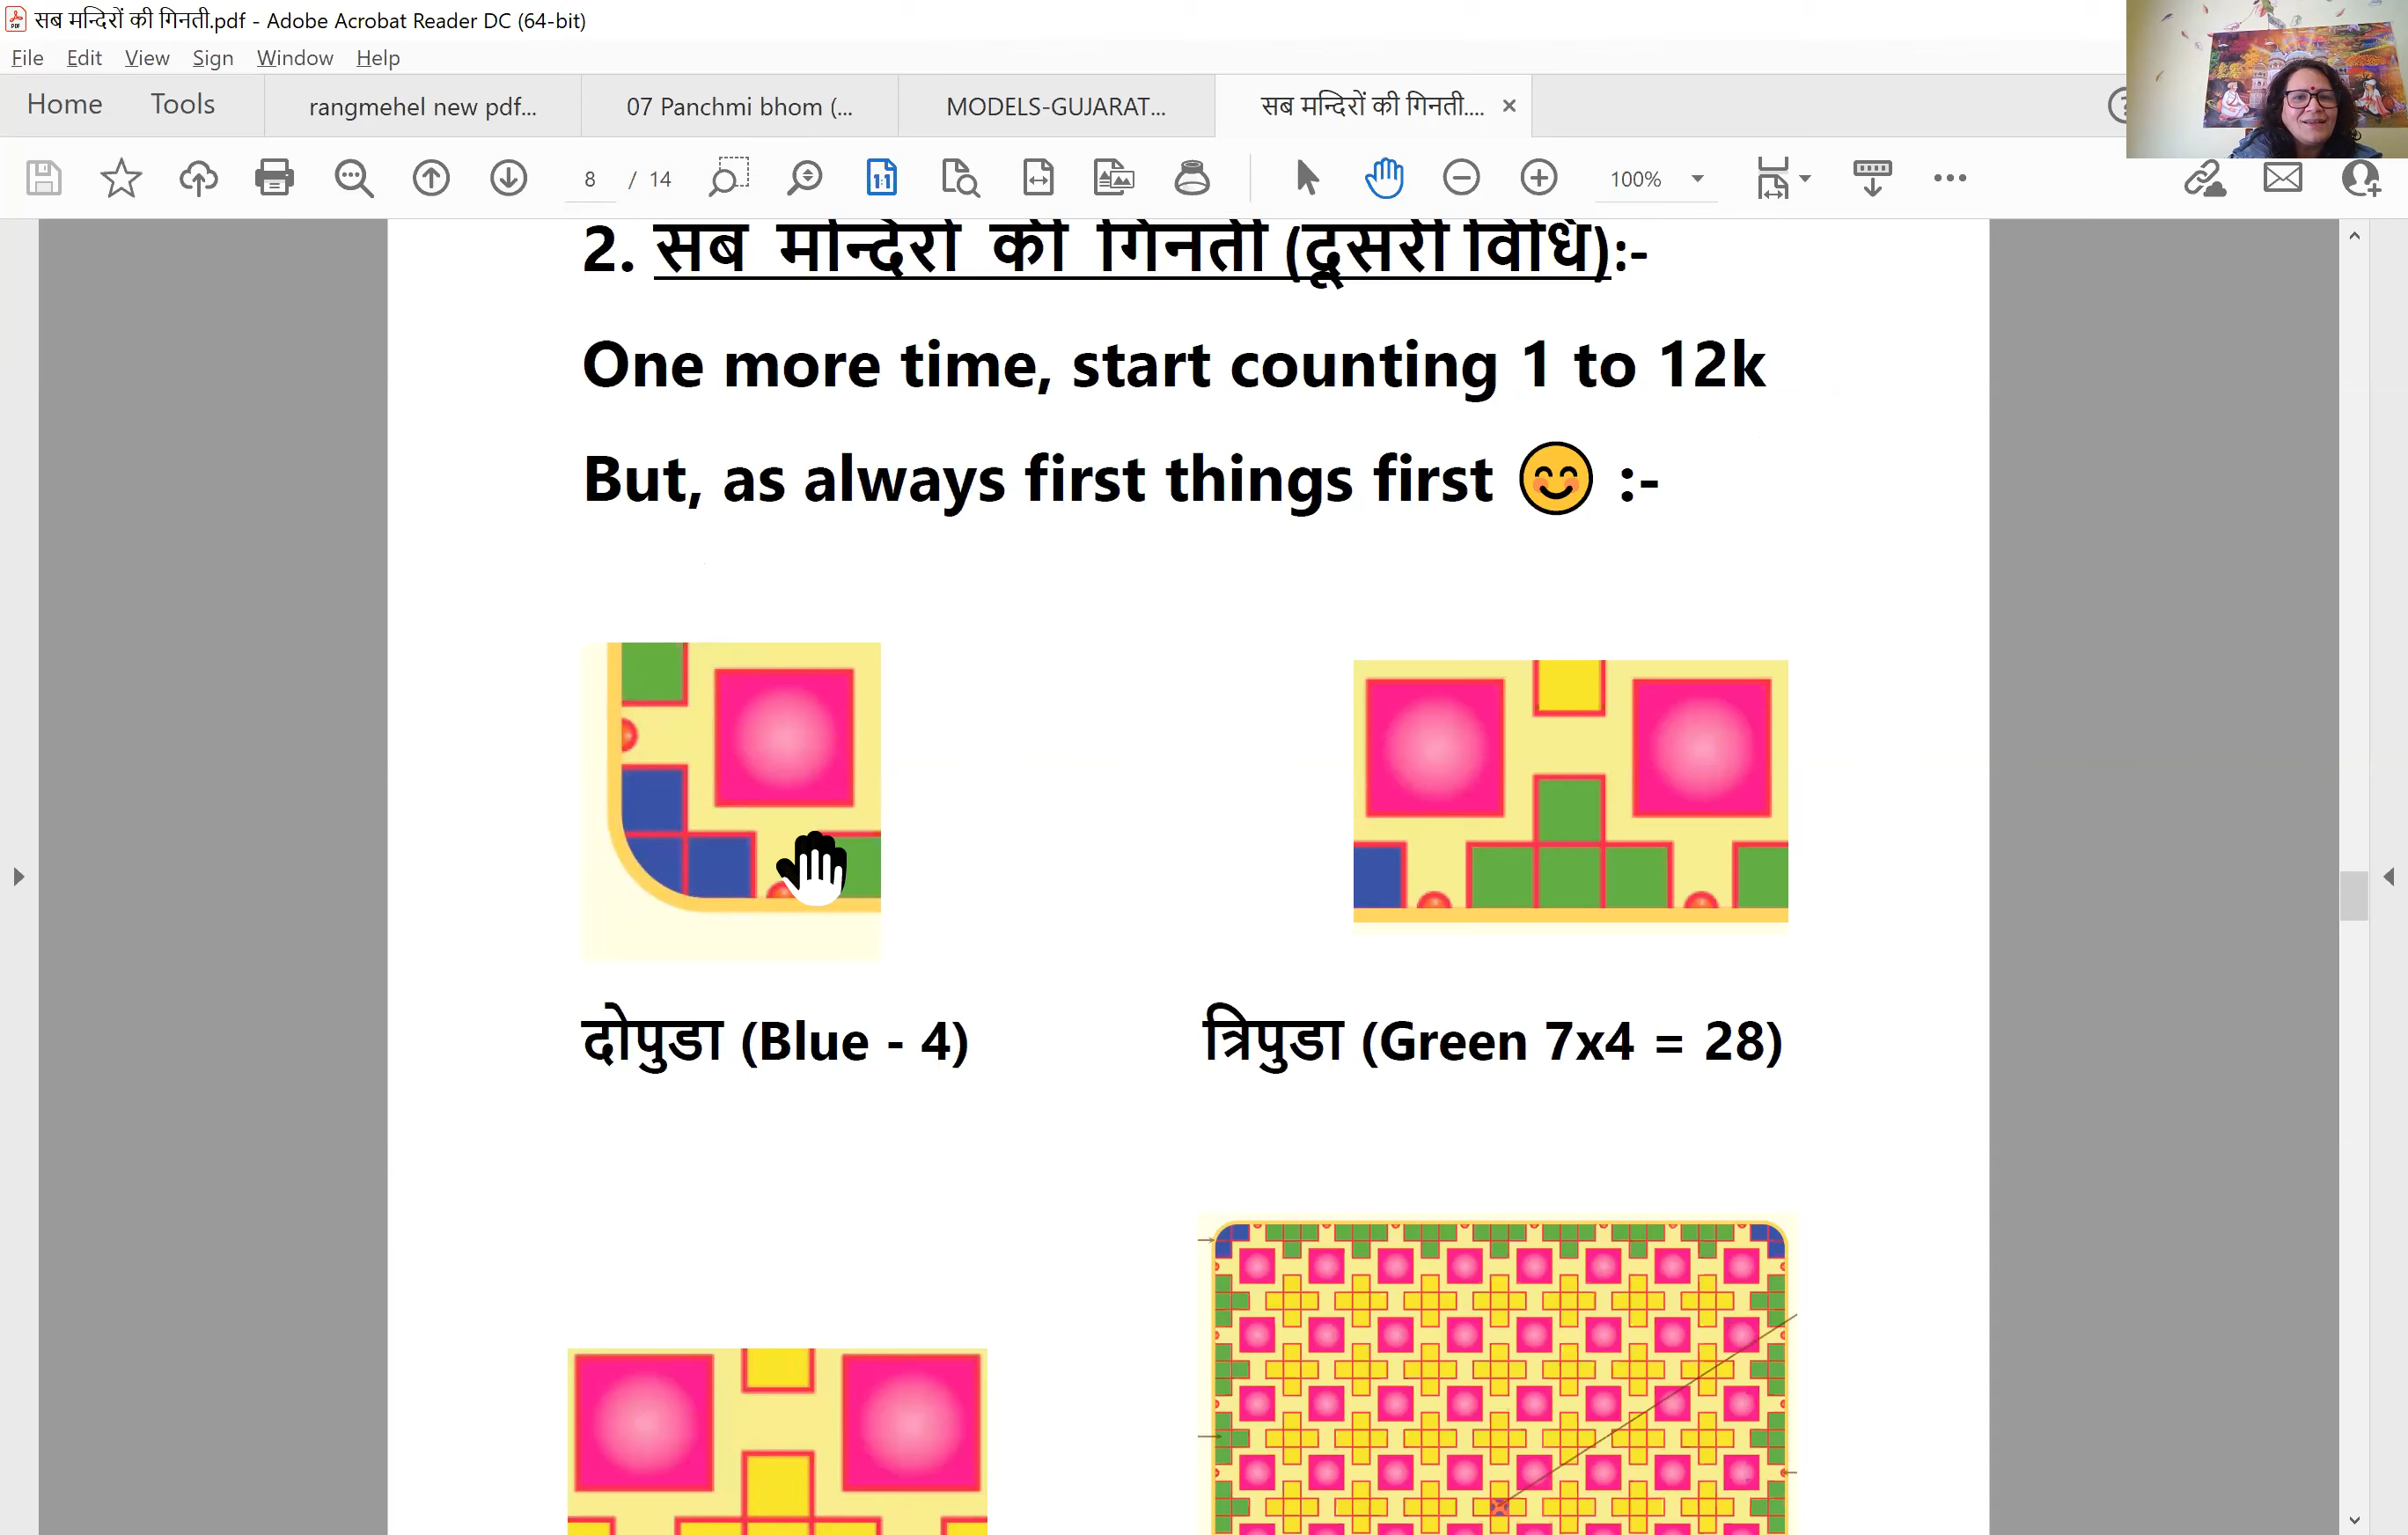 सब मन्दिरों की गिनती.pdf - Adobe Acrobat Reader DC (64-bit)
File Edit View Sign Window Help
Home Tools rangmehel new pdf... 07 Panchmi bhom (... MODELS-GUJARAT... सब मन्दिरों की गिनती....
8 / 14 1:1 100%
2. सब मन्दिरों की गिनती (दूसरी विधि):-
One more time, start counting 1 to 12k
But, as always first things first 😊 :-
दोपुडा (Blue - 4) त्रिपुडा (Green 7x4 = 28)